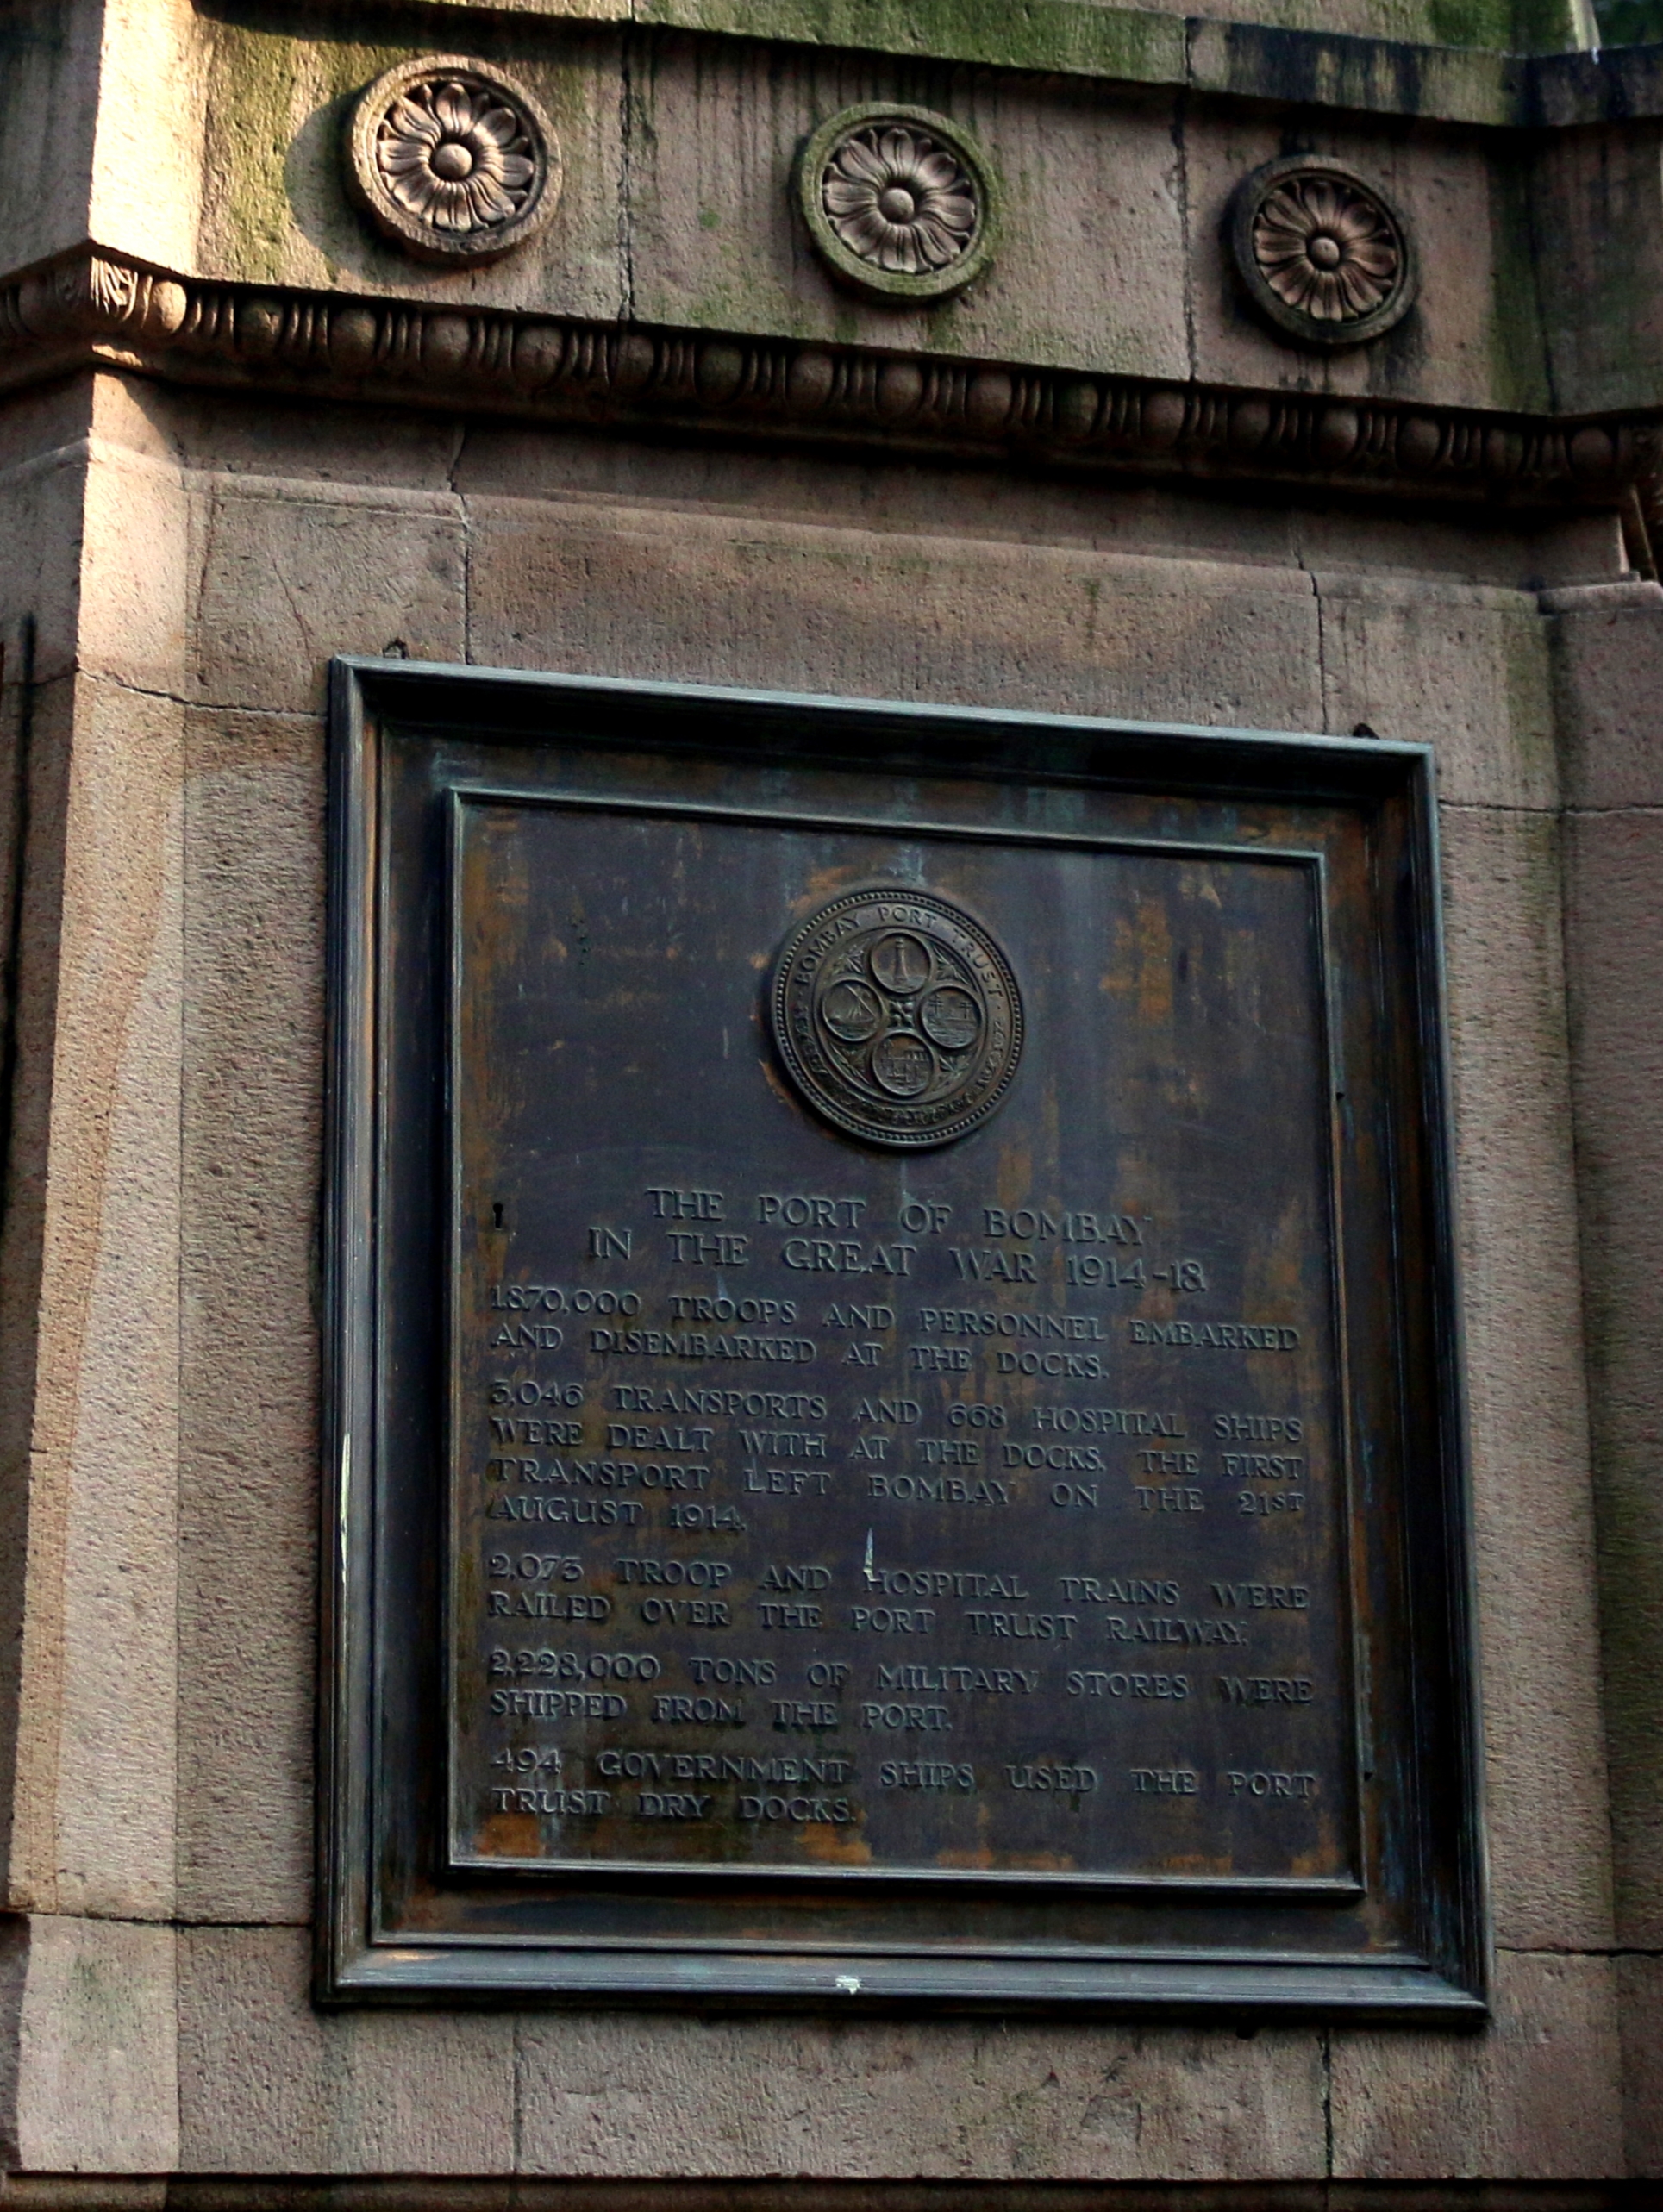 BOMBAY PORT TRUST
THE PORT OF BOMBAY
IN THE GREAT WAR 1914-18.
1,870,000 TROOPS AND PERSONNEL EMBARKED
AND DISEMBARKED AT THE DOCKS.
3,046 TRANSPORTS AND 668 HOSPITAL SHIPS
WERE DEALT WITH AT THE DOCKS. THE FIRST
TRANSPORT LEFT BOMBAY ON THE 21ST
AUGUST 1914.
2,073 TROOP AND HOSPITAL TRAINS WERE
RAILED OVER THE PORT TRUST RAILWAY.
2,228,000 TONS OF MILITARY STORES WERE
SHIPPED FROM THE PORT.
494 GOVERNMENT SHIPS USED THE PORT
TRUST DRY DOCKS.